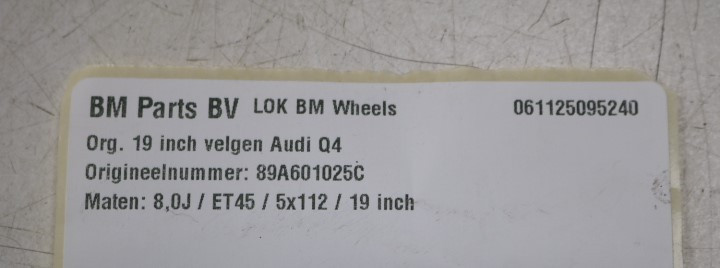 BM Parts BV LOK BM Wheels 061125095240
Org. 19 inch velgen Audi Q4
Origineelnummer: 89A601025C
Maten: 8,0J / ET45 / 5x112 / 19 inch